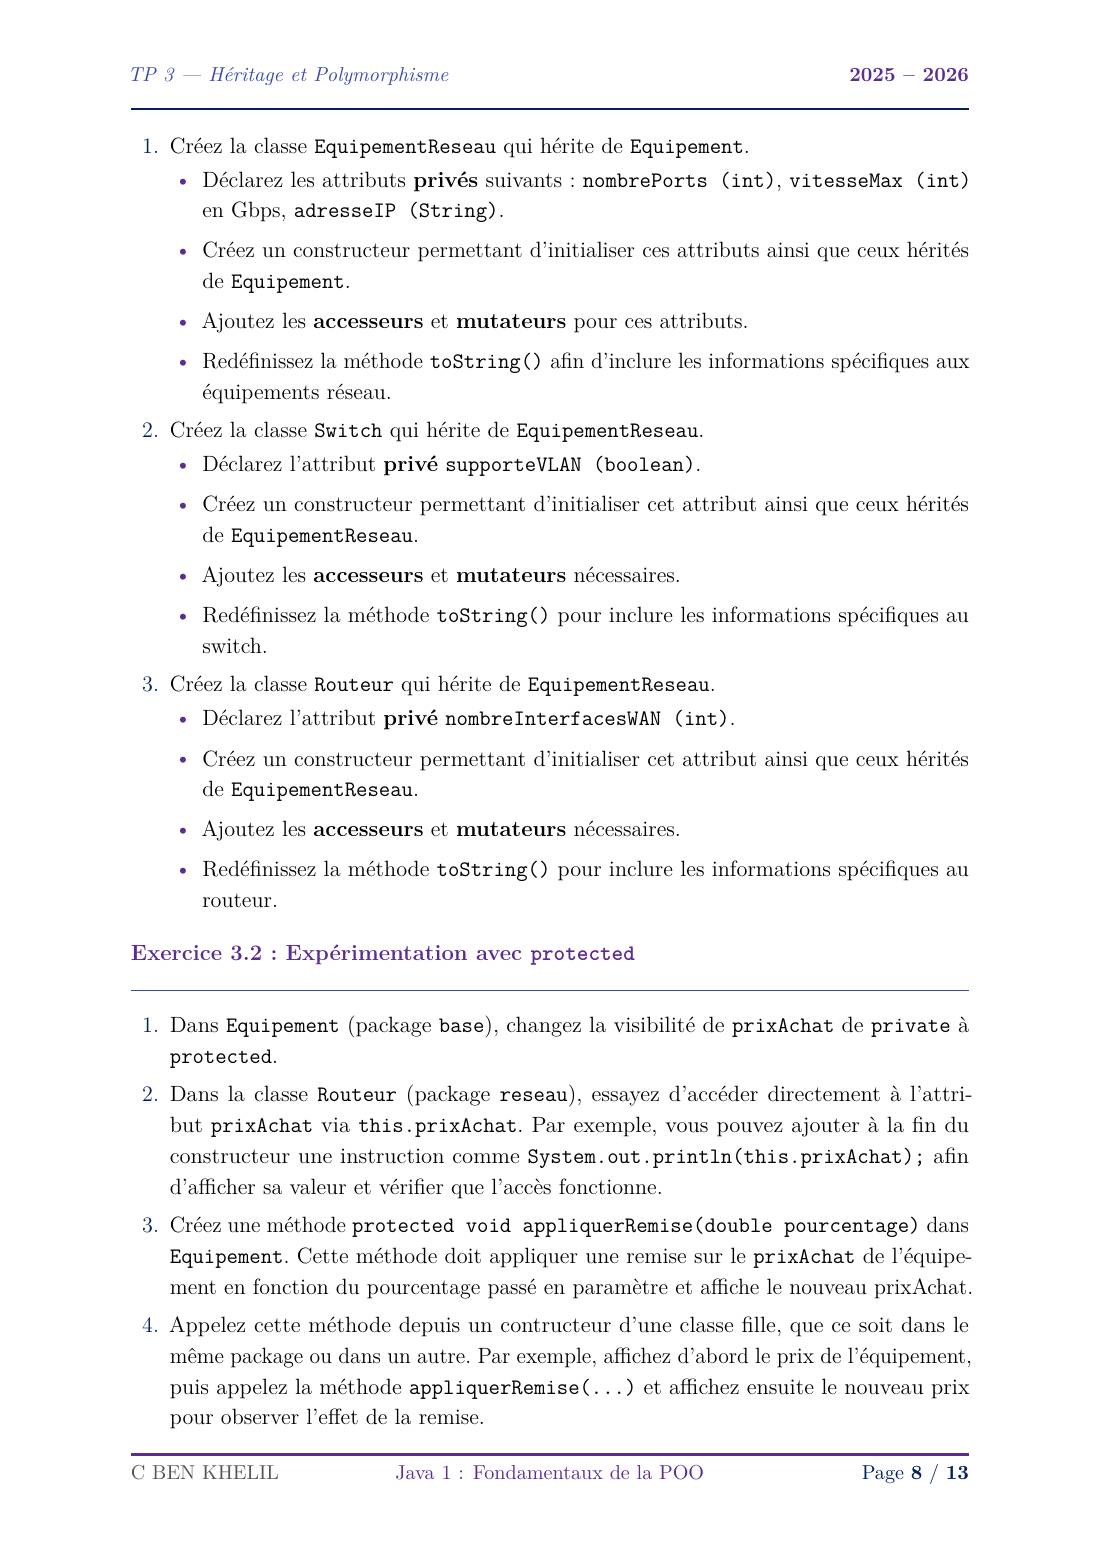 TP 3 — Héritage et Polymorphisme
2025 – 2026
1. Créez la classe EquipementReseau qui hérite de Equipement.
• Déclarez les attributs privés suivants : nombrePorts (int), vitesseMax (int)
en Gbps, adresseIP (String).
• Créez un constructeur permettant d'initialiser ces attributs ainsi que ceux hérités
de Equipement.
• Ajoutez les accesseurs et mutateurs pour ces attributs.
• Redéfinissez la méthode toString() afin d'inclure les informations spécifiques aux
équipements réseau.
2. Créez la classe Switch qui hérite de EquipementReseau.
• Déclarez l'attribut privé supporteVLAN (boolean).
• Créez un constructeur permettant d'initialiser cet attribut ainsi que ceux hérités
de EquipementReseau.
• Ajoutez les accesseurs et mutateurs nécessaires.
• Redéfinissez la méthode toString() pour inclure les informations spécifiques au
switch.
3. Créez la classe Routeur qui hérite de EquipementReseau.
• Déclarez l'attribut privé nombreInterfacesWAN (int).
• Créez un constructeur permettant d'initialiser cet attribut ainsi que ceux hérités
de EquipementReseau.
• Ajoutez les accesseurs et mutateurs nécessaires.
• Redéfinissez la méthode toString() pour inclure les informations spécifiques au
routeur.
Exercice 3.2 : Expérimentation avec protected
1. Dans Equipement (package base), changez la visibilité de prixAchat de private à
protected.
2. Dans la classe Routeur (package reseau), essayez d'accéder directement à l'attri-
but prixAchat via this.prixAchat. Par exemple, vous pouvez ajouter à la fin du
constructeur une instruction comme System.out.println(this.prixAchat); afin
d'afficher sa valeur et vérifier que l'accès fonctionne.
3. Créez une méthode protected void appliquerRemise(double pourcentage) dans
Equipement. Cette méthode doit appliquer une remise sur le prixAchat de l'équipe-
ment en fonction du pourcentage passé en paramètre et affiche le nouveau prixAchat.
4. Appelez cette méthode depuis un contructeur d'une classe fille, que ce soit dans le
même package ou dans un autre. Par exemple, affichez d'abord le prix de l'équipement,
puis appelez la méthode appliquerRemise(...) et affichez ensuite le nouveau prix
pour observer l'effet de la remise.
C BEN KHELIL
Java 1 : Fondamentaux de la POO
Page 8 / 13